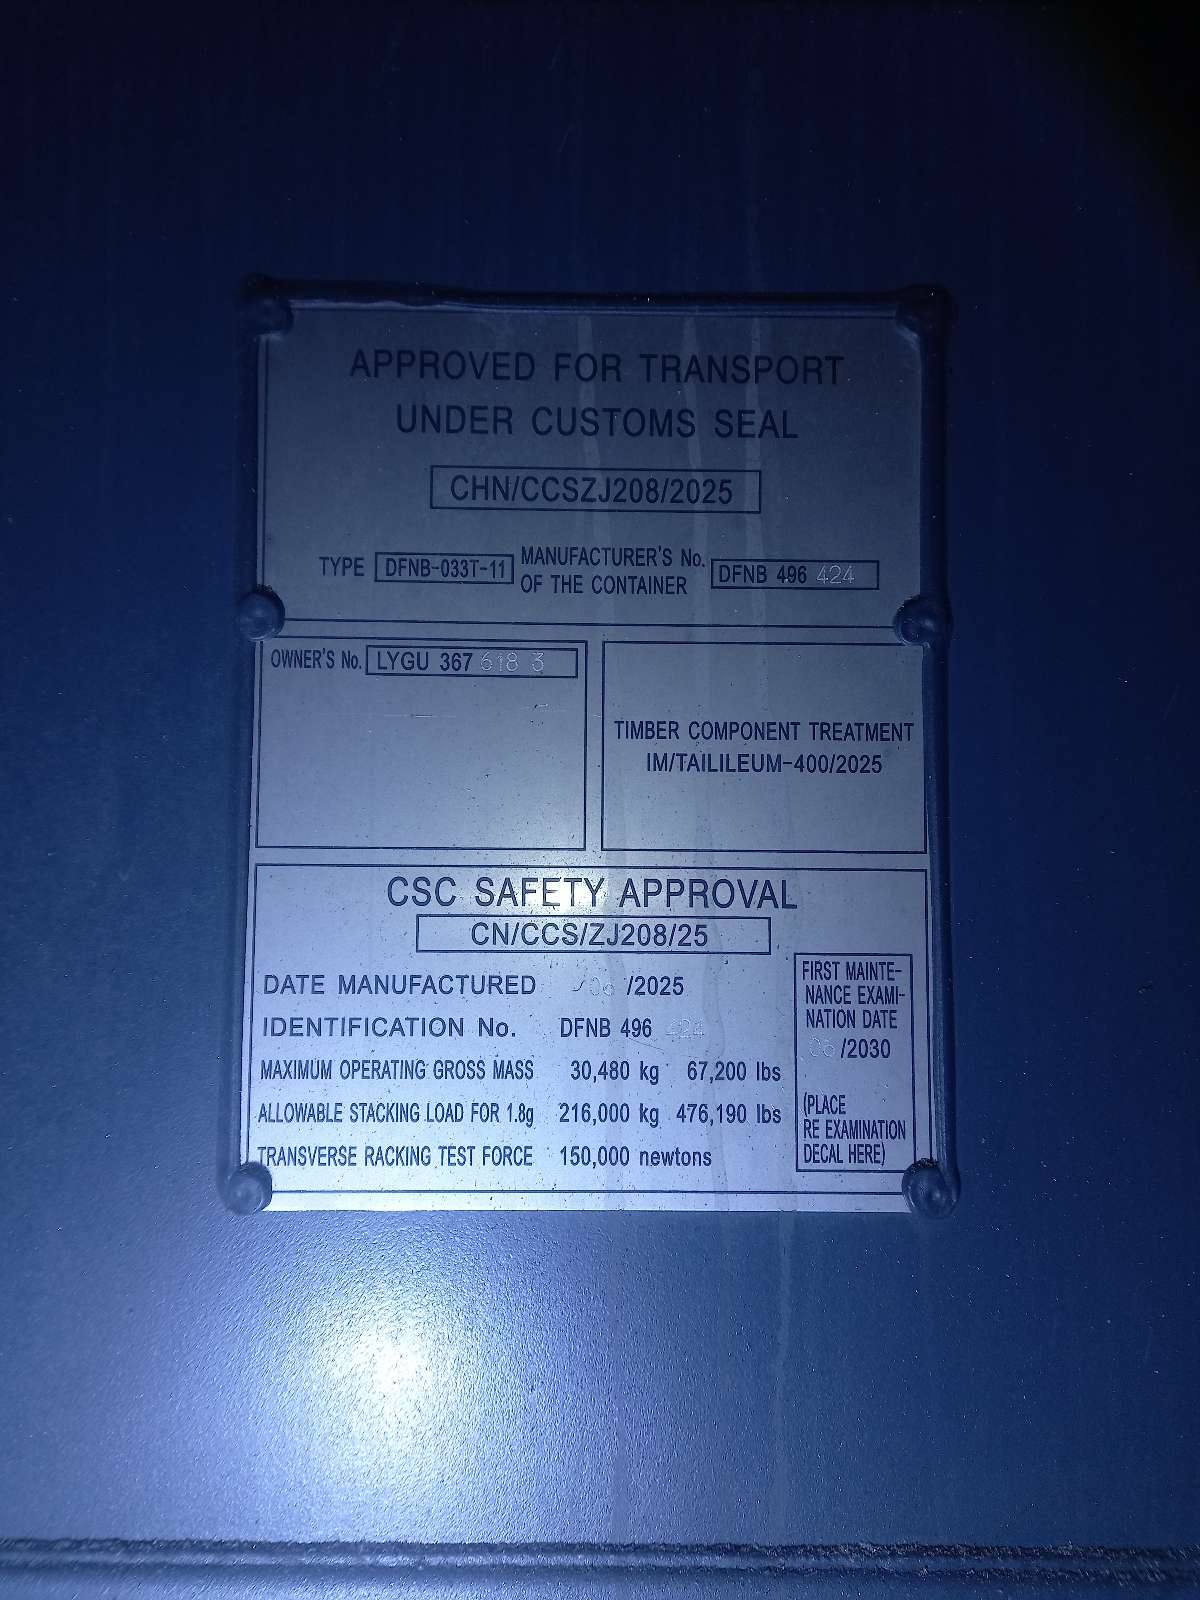 APPROVED FOR TRANSPORT
UNDER CUSTOMS SEAL
CHN/CCSZJ208/2025
TYPE DFNB-033T-11 MANUFACTURER'S No. OF THE CONTAINER DFNB 496 424
OWNER'S No. LYGU 367 618 3
TIMBER COMPONENT TREATMENT
IM/TAILILEUM-400/2025
CSC SAFETY APPROVAL
CN/CCS/ZJ208/25
DATE MANUFACTURED 06 /2025
IDENTIFICATION No. DFNB 496 424
MAXIMUM OPERATING GROSS MASS 30,480 kg 67,200 lbs
ALLOWABLE STACKING LOAD FOR 1.8g 216,000 kg 476,190 lbs
TRANSVERSE RACKING TEST FORCE 150,000 newtons
FIRST MAINTE-
NANCE EXAMI-
NATION DATE
06 /2030
(PLACE
RE EXAMINATION
DECAL HERE)